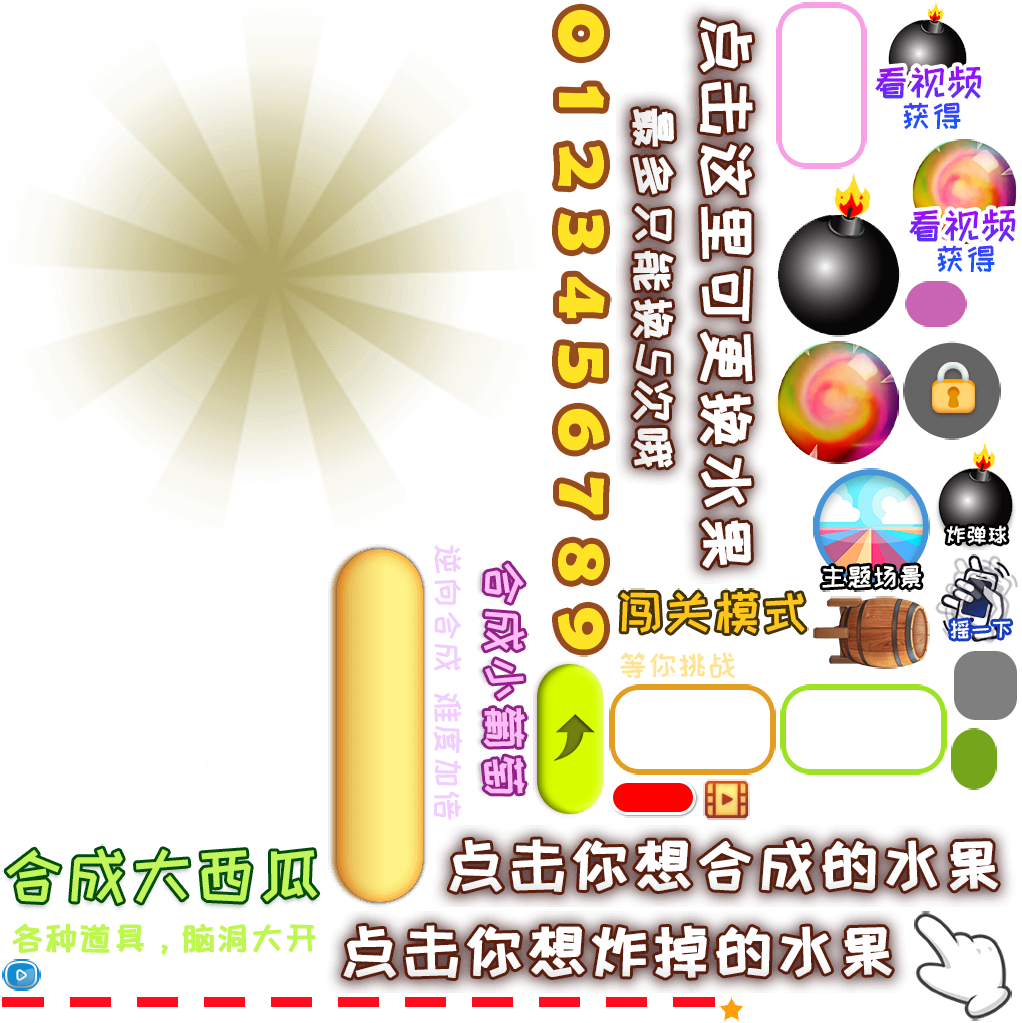 0123456789
点击这里可更换水果
最多只能换5次哦
看视频
获得
看视频
获得
炸弹球
主题场景
摇一下
闯关模式
等你挑战
合成小葡萄
逆向合成 难度加倍
合成大西瓜
各种道具，脑洞大开
点击你想合成的水果
点击你想炸掉的水果